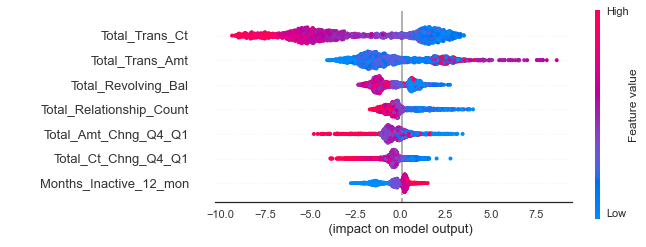 High
Total_Trans_Ct
Total_Trans_Amt
Total_Revolving_Bal
Total_Relationship_Count
Total_Amt_Chng_Q4_Q1
Total_Ct_Chng_Q4_Q1
Months_Inactive_12_mon
Feature value
Low
-10.0 -7.5 -5.0 -2.5 0.0 2.5 5.0 7.5
(impact on model output)